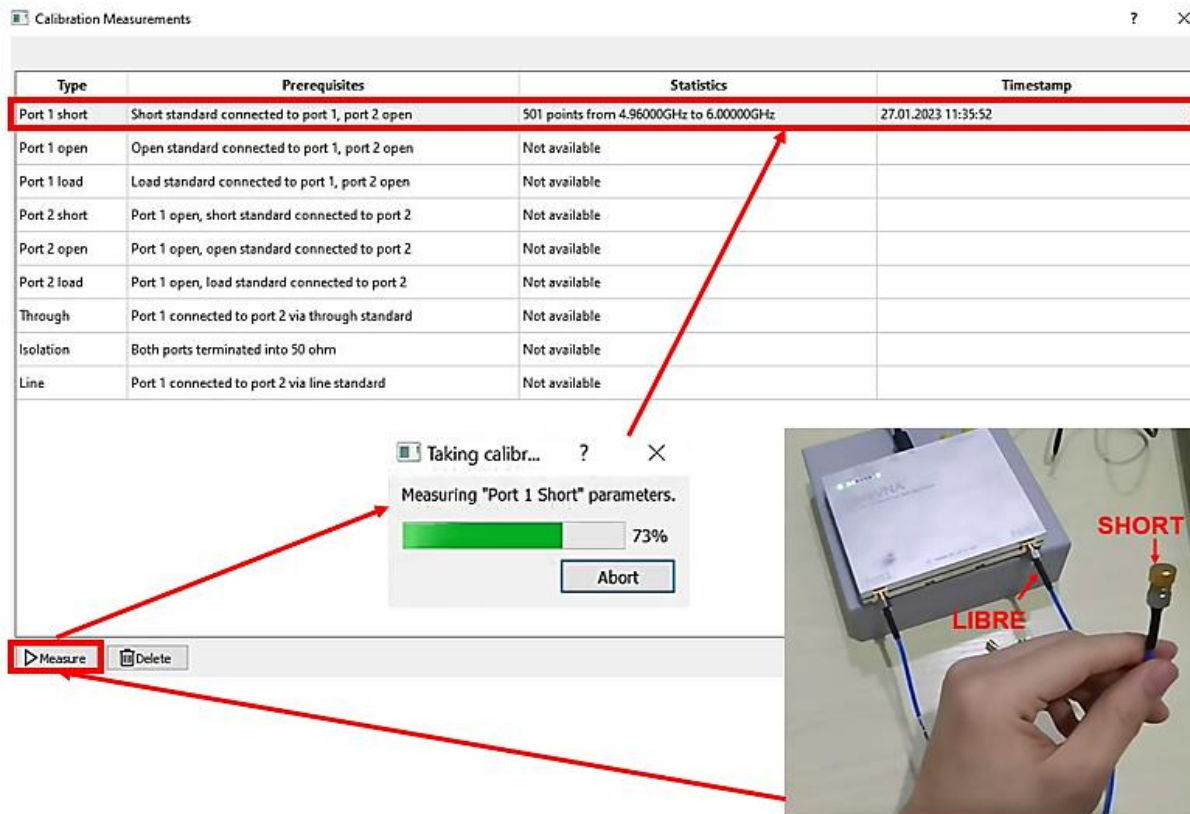 Calibration Measurements
?
Type Prerequisites Statistics Timestamp
Port 1 short Short standard connected to port 1, port 2 open 501 points from 4.96000GHz to 6.00000GHz 27.01.2023 11:35:52
Port 1 open Open standard connected to port 1, port 2 open Not available
Port 1 load Load standard connected to port 1, port 2 open Not available
Port 2 short Port 1 open, short standard connected to port 2 Not available
Port 2 open Port 1 open, open standard connected to port 2 Not available
Port 2 load Port 1 open, load standard connected to port 2 Not available
Through Port 1 connected to port 2 via through standard Not available
Isolation Both ports terminated into 50 ohm Not available
Line Port 1 connected to port 2 via line standard Not available
Taking calibr... ?
Measuring "Port 1 Short" parameters.
73%
Abort
SHORT
LIBRE
Measure Delete